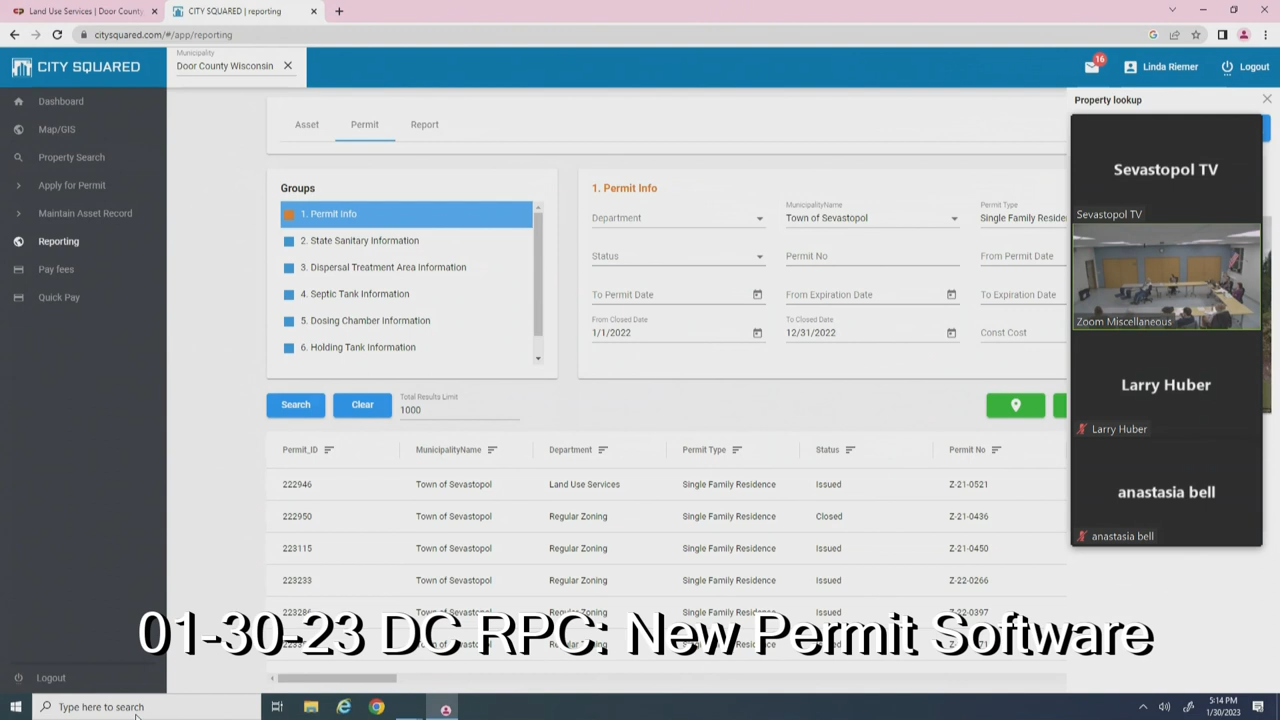 Land Use Services | Door County
CITY SQUARED | reporting
citysquared.com/#/app/reporting
CITY SQUARED
Municipality
Door County Wisconsin
16
Linda Riemer
Logout
Dashboard
Map/GIS
Property Search
Apply for Permit
Maintain Asset Record
Reporting
Pay fees
Quick Pay
Logout
Asset Permit Report
Groups
1. Permit Info
2. State Sanitary Information
3. Dispersal Treatment Area Information
4. Septic Tank Information
5. Dosing Chamber Information
6. Holding Tank Information
1. Permit Info
Department
MunicipalityName
Town of Sevastopol
Permit Type
Single Family Reside
Status
Permit No
From Permit Date
To Permit Date
From Expiration Date
To Expiration Date
From Closed Date
1/1/2022
To Closed Date
12/31/2022
Const Cost
Search
Clear
Total Results Limit
1000
Permit_ID MunicipalityName Department Permit Type Status Permit No
222946 Town of Sevastopol Land Use Services Single Family Residence Issued Z-21-0521
222950 Town of Sevastopol Regular Zoning Single Family Residence Closed Z-21-0436
223115 Town of Sevastopol Regular Zoning Single Family Residence Issued Z-21-0450
223233 Town of Sevastopol Regular Zoning Single Family Residence Issued Z-22-0266
Property lookup
Sevastopol TV
Sevastopol TV
Zoom Miscellaneous
Larry Huber
Larry Huber
anastasia bell
anastasia bell
01-30-23 DC RPC: New Permit Software
Type here to search
5:14 PM
1/30/2023